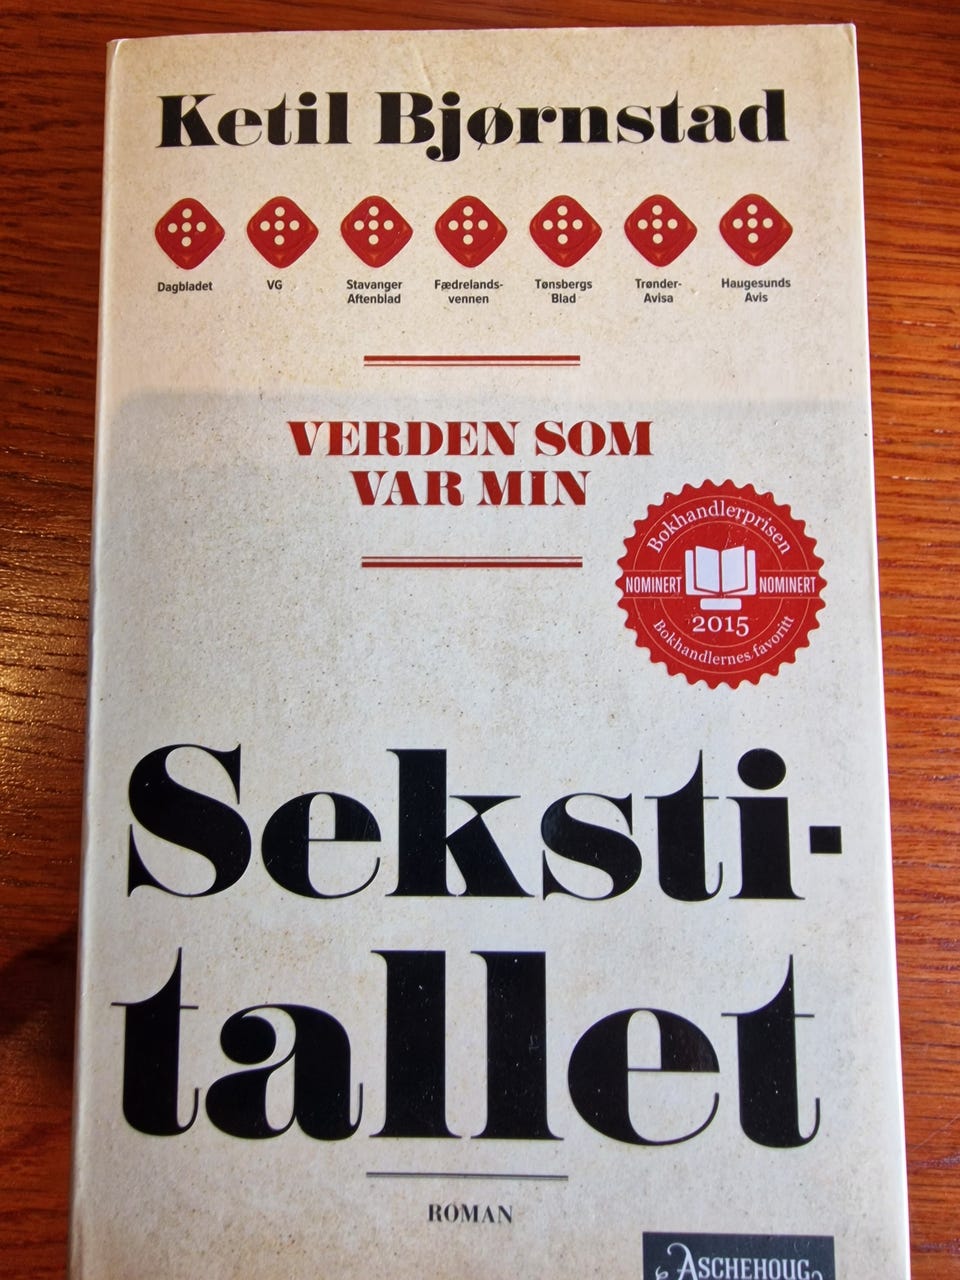 Ketil Bjørnstad
Dagbladet
VG
Stavanger
Aftenblad
Fædrelands-
vennen
Tønsbergs
Blad
Trønder-
Avisa
Haugesunds
Avis
VERDEN SOM
VAR MIN
Bokhandlerprisen
NOMINERT NOMINERT
2015
Bokhandlernes favoritt
Seksti-
tallet
ROMAN
ASCHEHOUG